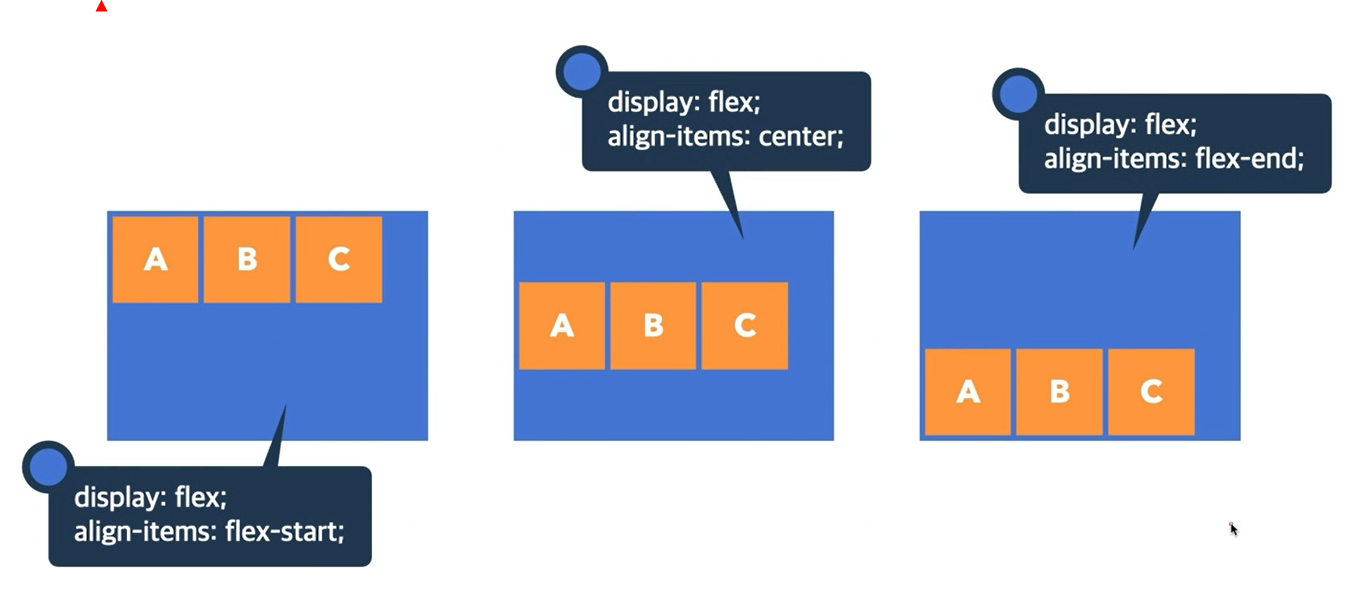 display: flex;
align-items: center;
display: flex;
align-items: flex-end;
A B C
A B C
A B C
display: flex;
align-items: flex-start;